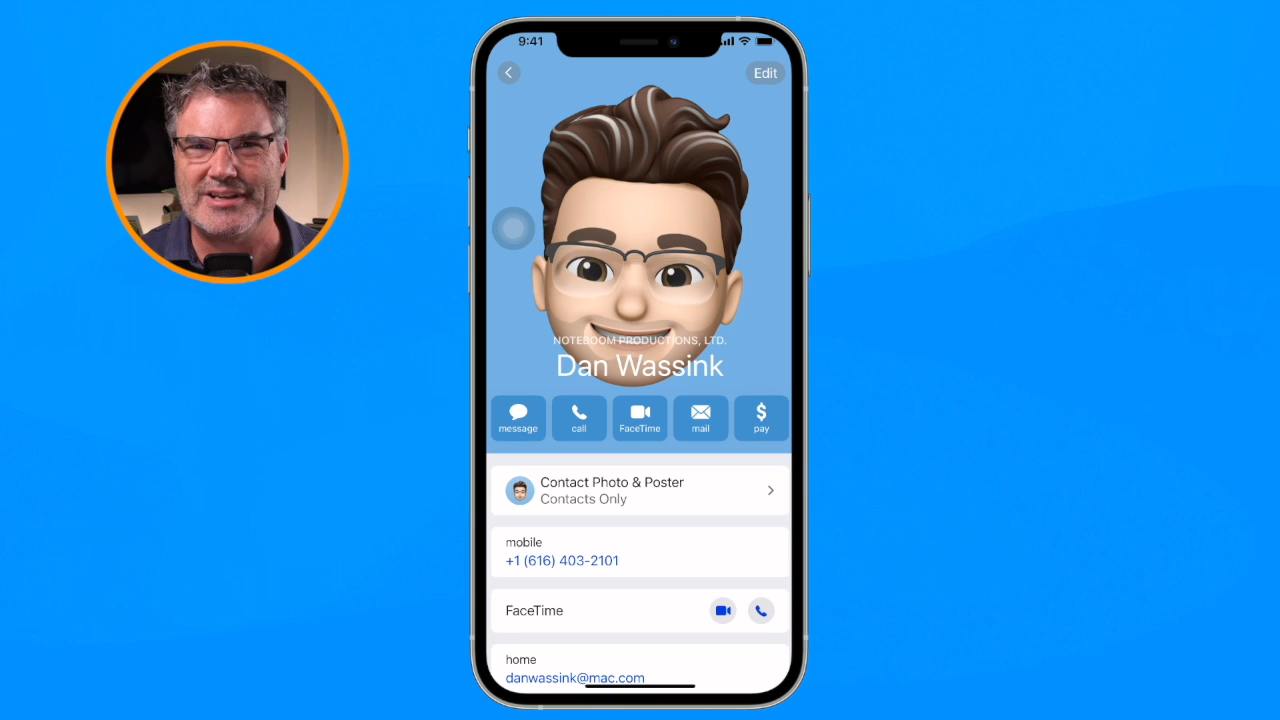 9:41
Edit
NOTEBOOM PRODUCTIONS, LTD.
Dan Wassink
message call FaceTime mail pay
Contact Photo & Poster
Contacts Only
mobile
+1 (616) 403-2101
FaceTime
home
danwassink@mac.com